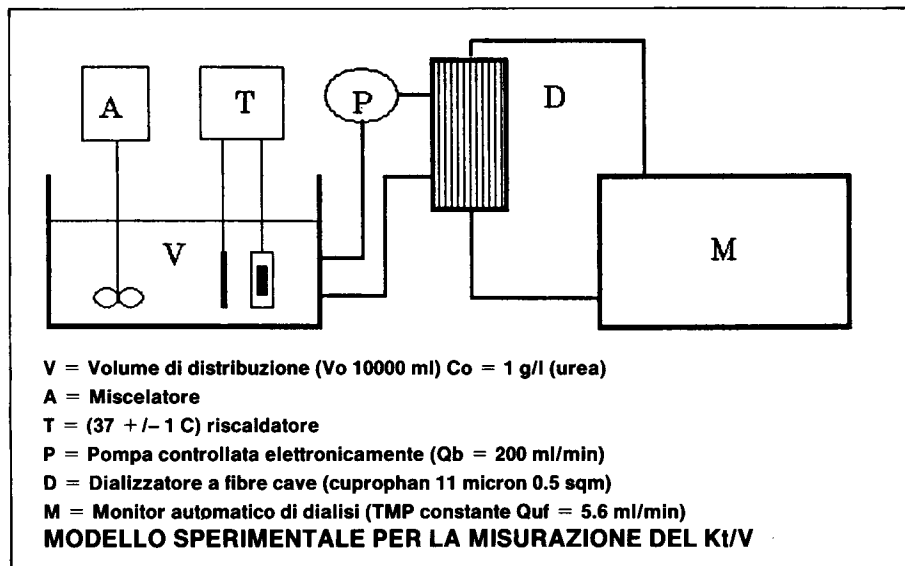 A
T
P
D
V
M
V = Volume di distribuzione (Vo 10000 ml) Co = 1 g/l (urea)
A = Miscelatore
T = (37 +/– 1 C) riscaldatore
P = Pompa controllata elettronicamente (Qb = 200 ml/min)
D = Dializzatore a fibre cave (cuprophan 11 micron 0.5 sqm)
M = Monitor automatico di dialisi (TMP constante Quf = 5.6 ml/min)
MODELLO SPERIMENTALE PER LA MISURAZIONE DEL Kt/V